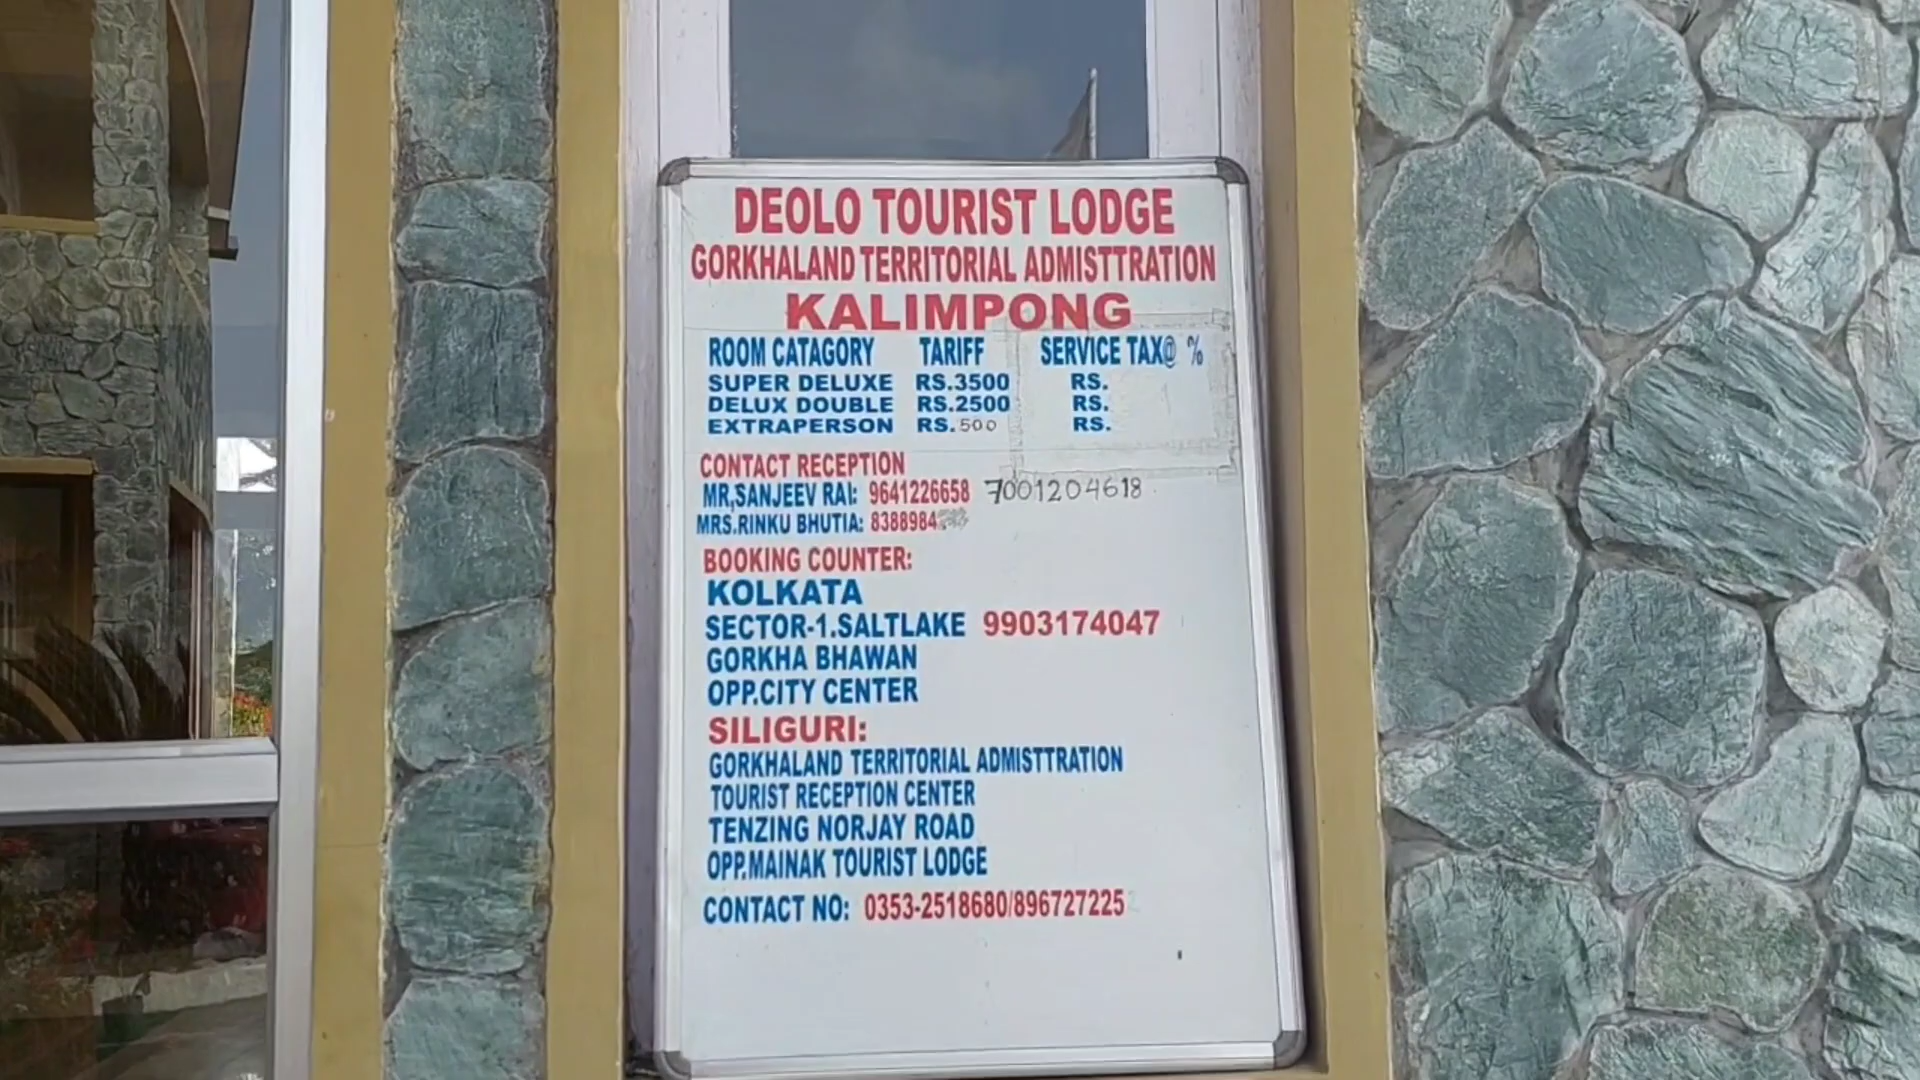 DEOLO TOURIST LODGE
GORKHALAND TERRITORIAL ADMISTTRATION
KALIMPONG
ROOM CATAGORY TARIFF SERVICE TAX@ %
SUPER DELUXE RS.3500 RS.
DELUX DOUBLE RS.2500 RS.
EXTRAPERSON RS.500 RS.
CONTACT RECEPTION
MR,SANJEEV RAI: 9641226658 7001204618
MRS.RINKU BHUTIA:
BOOKING COUNTER:
KOLKATA
SECTOR-1.SALTLAKE 9903174047
GORKHA BHAWAN
OPP.CITY CENTER
SILIGURI:
GORKHALAND TERRITORIAL ADMISTTRATION
TOURIST RECEPTION CENTER
TENZING NORJAY ROAD
OPP.MAINAK TOURIST LODGE
CONTACT NO: 0353-2518680/896727225